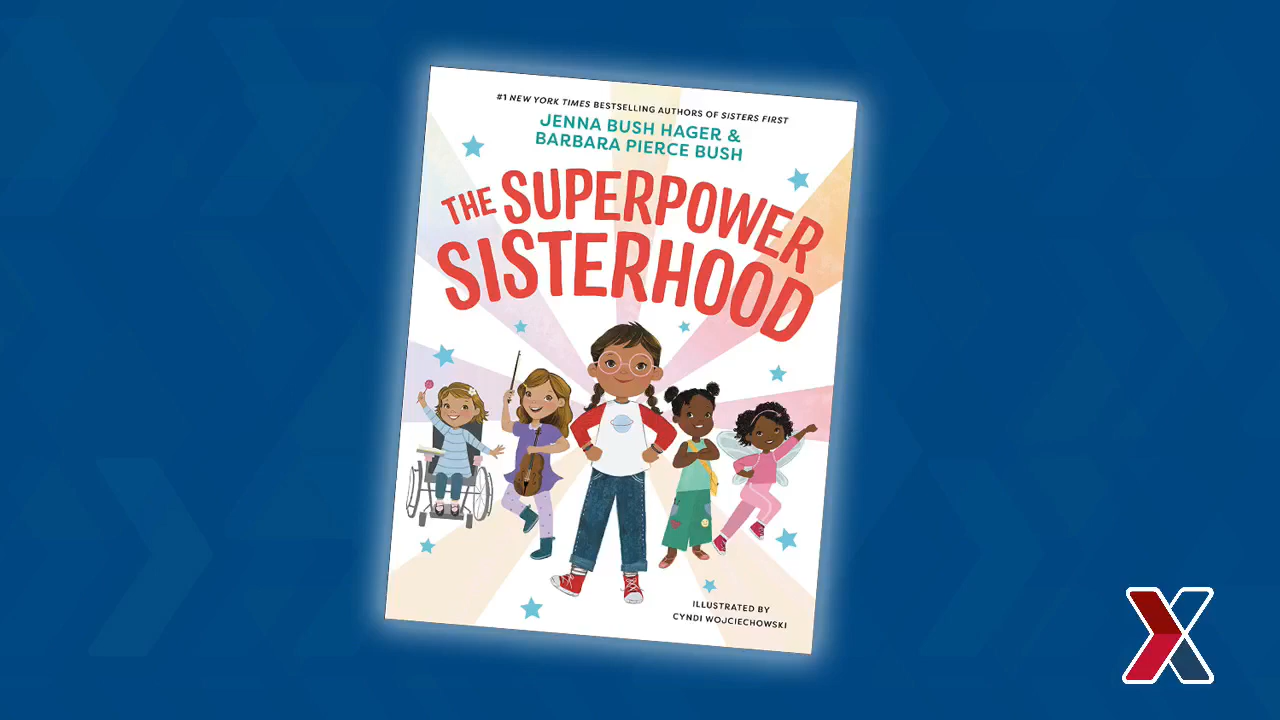 #1 NEW YORK TIMES BESTSELLING AUTHORS OF SISTERS FIRST
JENNA BUSH HAGER &
BARBARA PIERCE BUSH
THE SUPERPOWER
SISTERHOOD
ILLUSTRATED BY
CYNDI WOJCIECHOWSKI
X